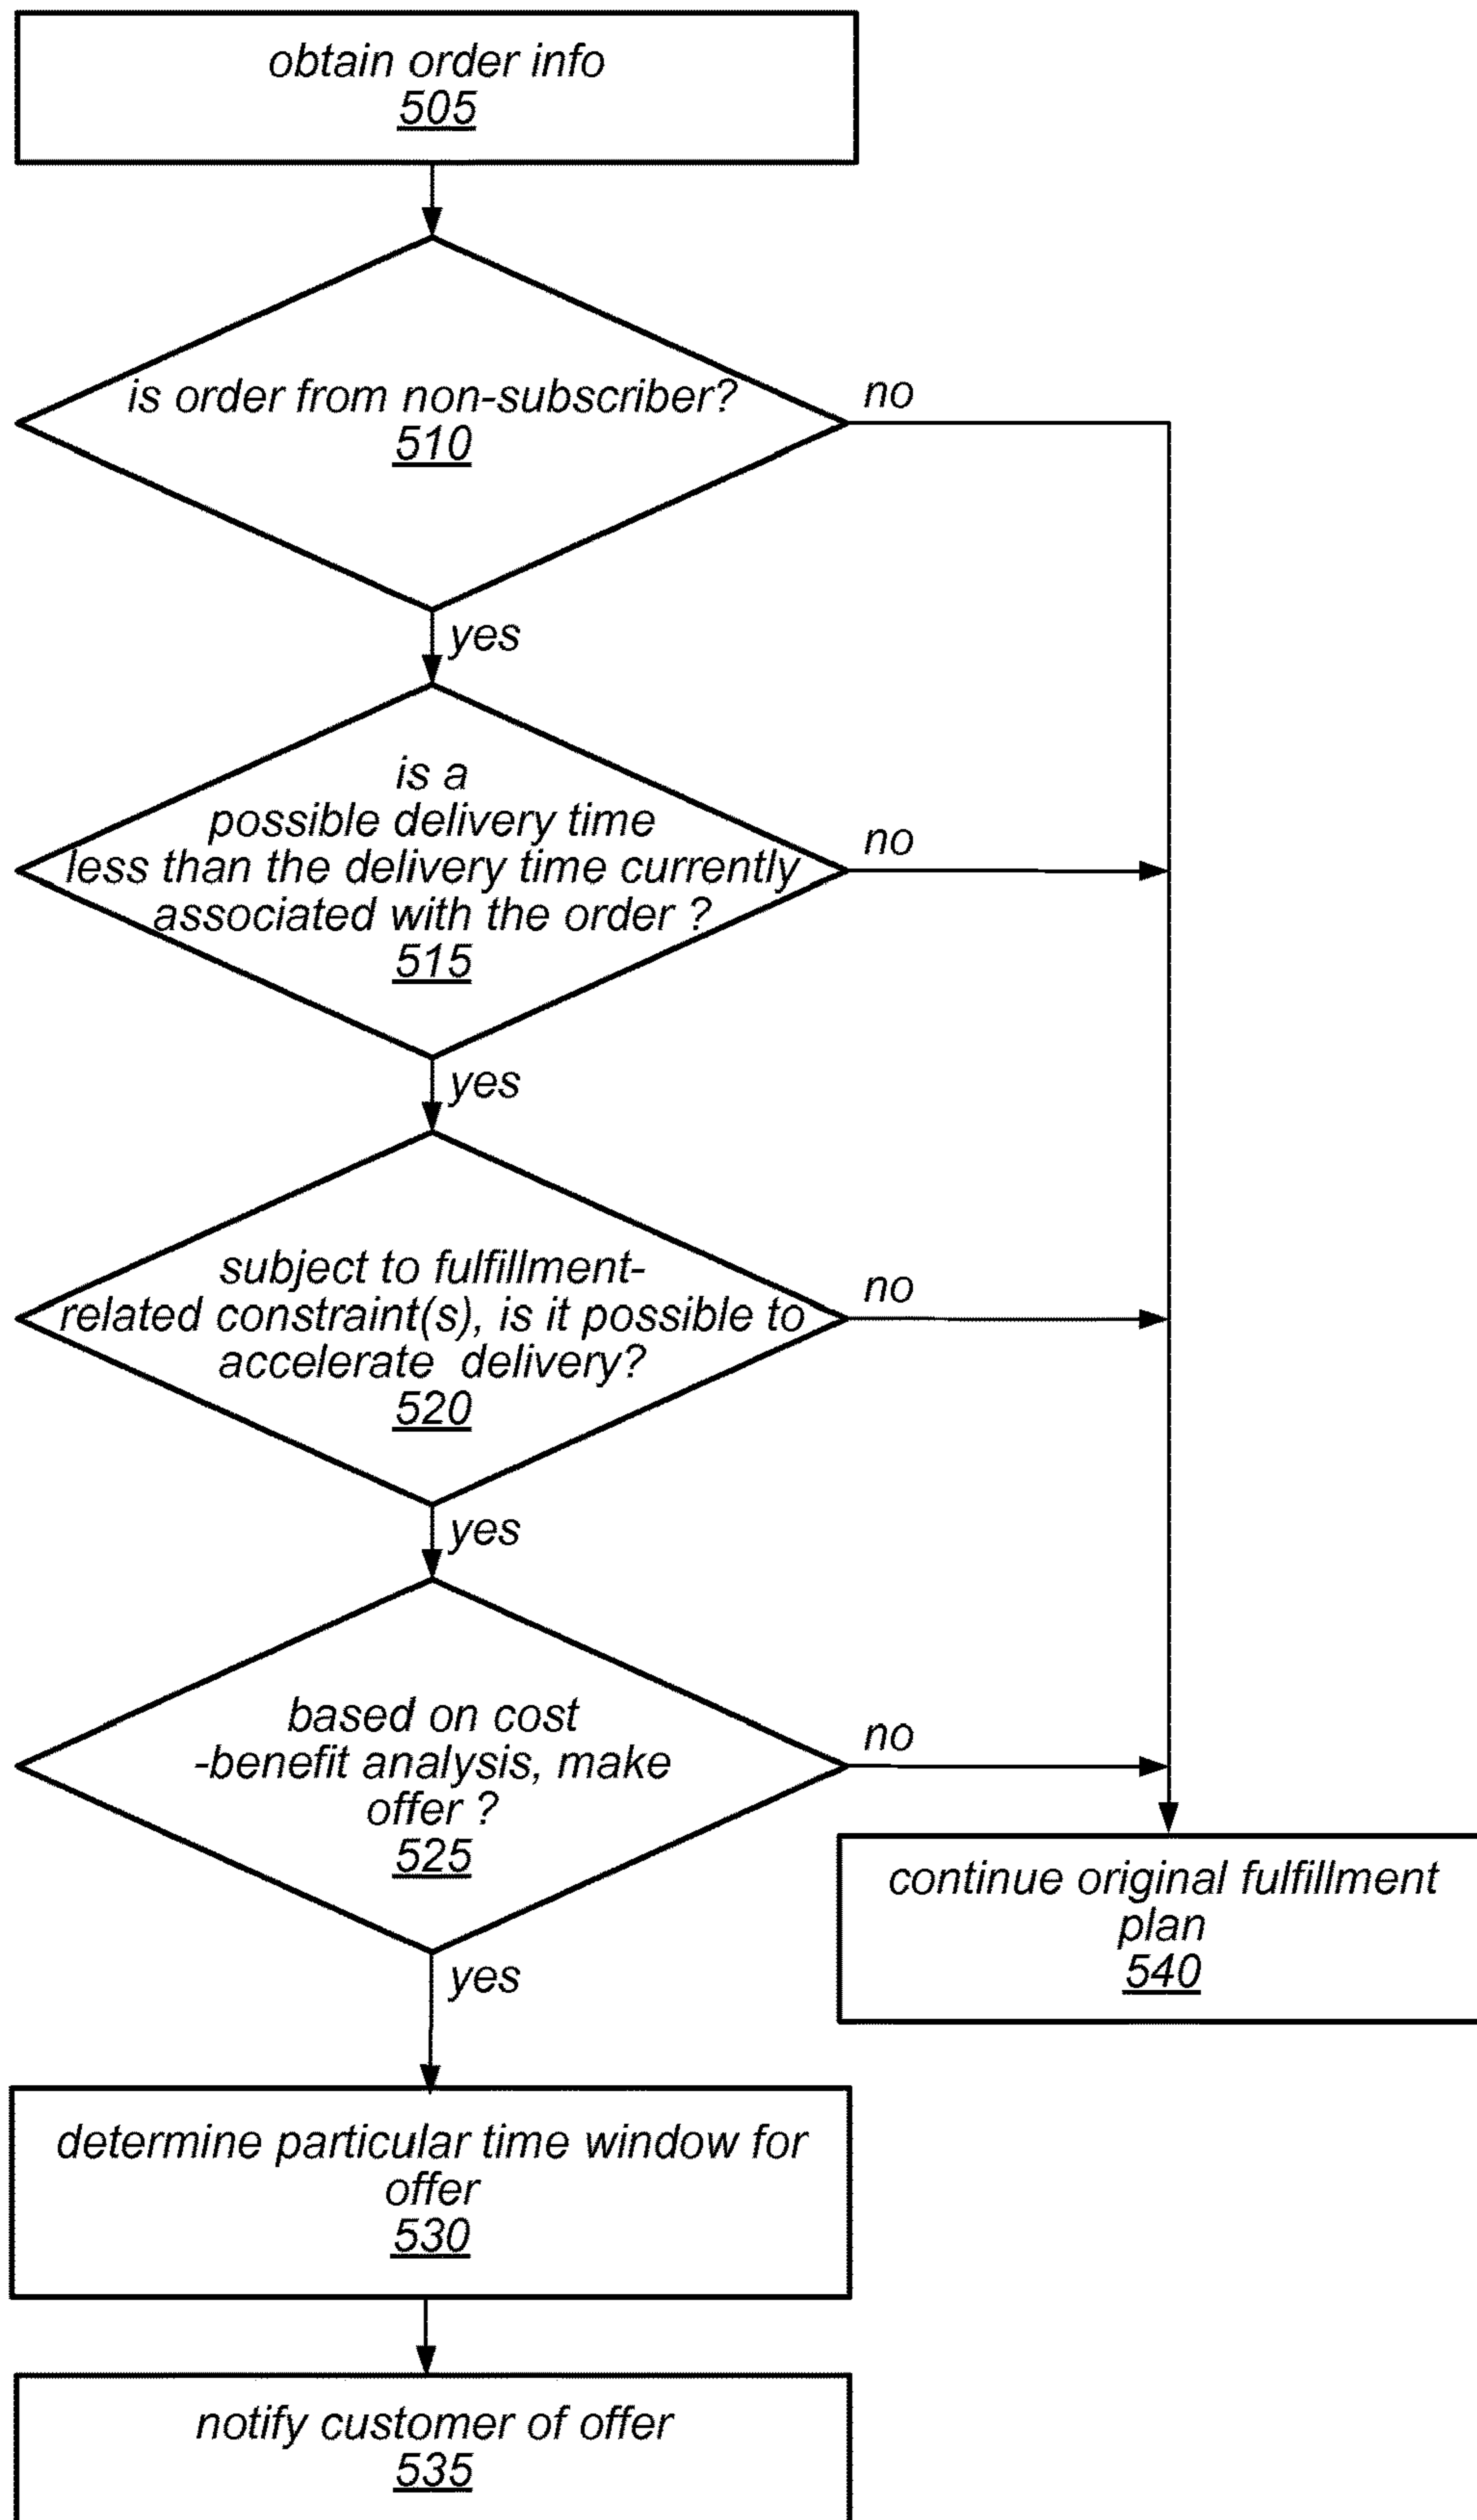 obtain order info
505
is order from non-subscriber?
510
no
yes
is a
possible delivery time
less than the delivery time currently
associated with the order ?
515
no
yes
subject to fulfillment-
related constraint(s), is it possible to
accelerate delivery?
520
no
yes
based on cost
-benefit analysis, make
offer ?
525
no
yes
continue original fulfillment
plan
540
determine particular time window for
offer
530
notify customer of offer
535